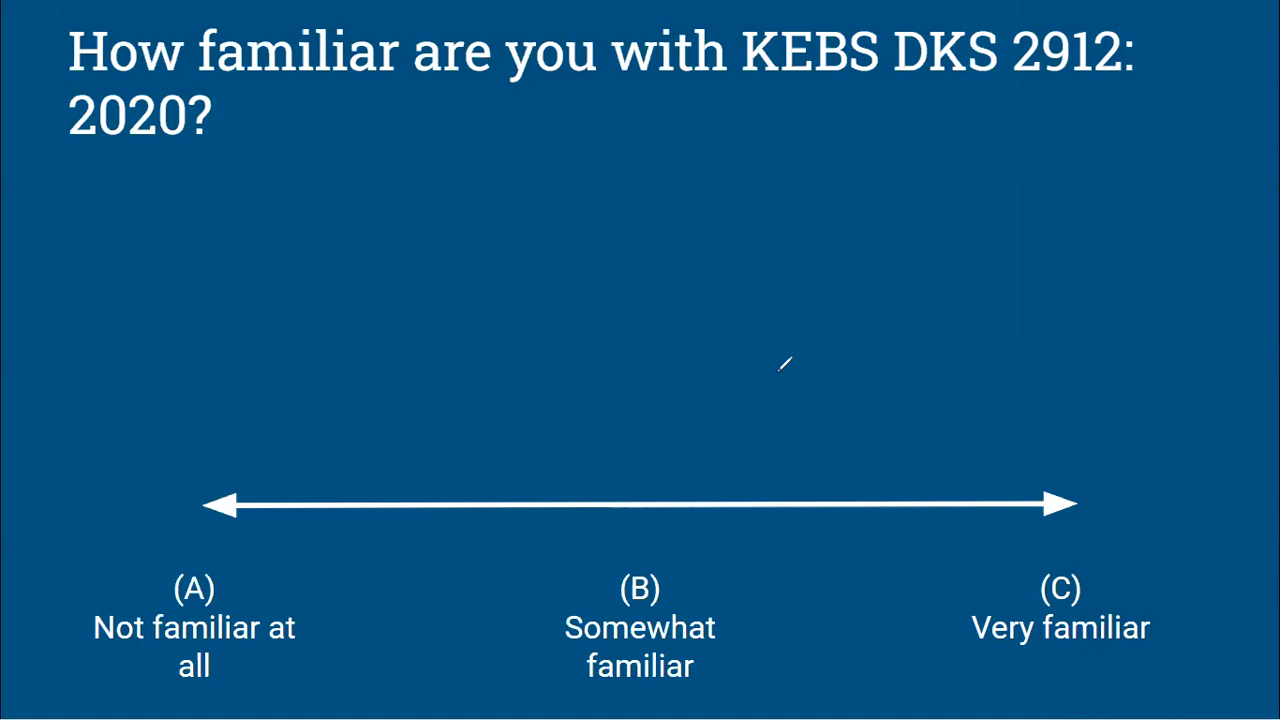 How familiar are you with KEBS DKS 2912:
2020?
(A)
Not familiar at
all
(B)
Somewhat
familiar
(C)
Very familiar